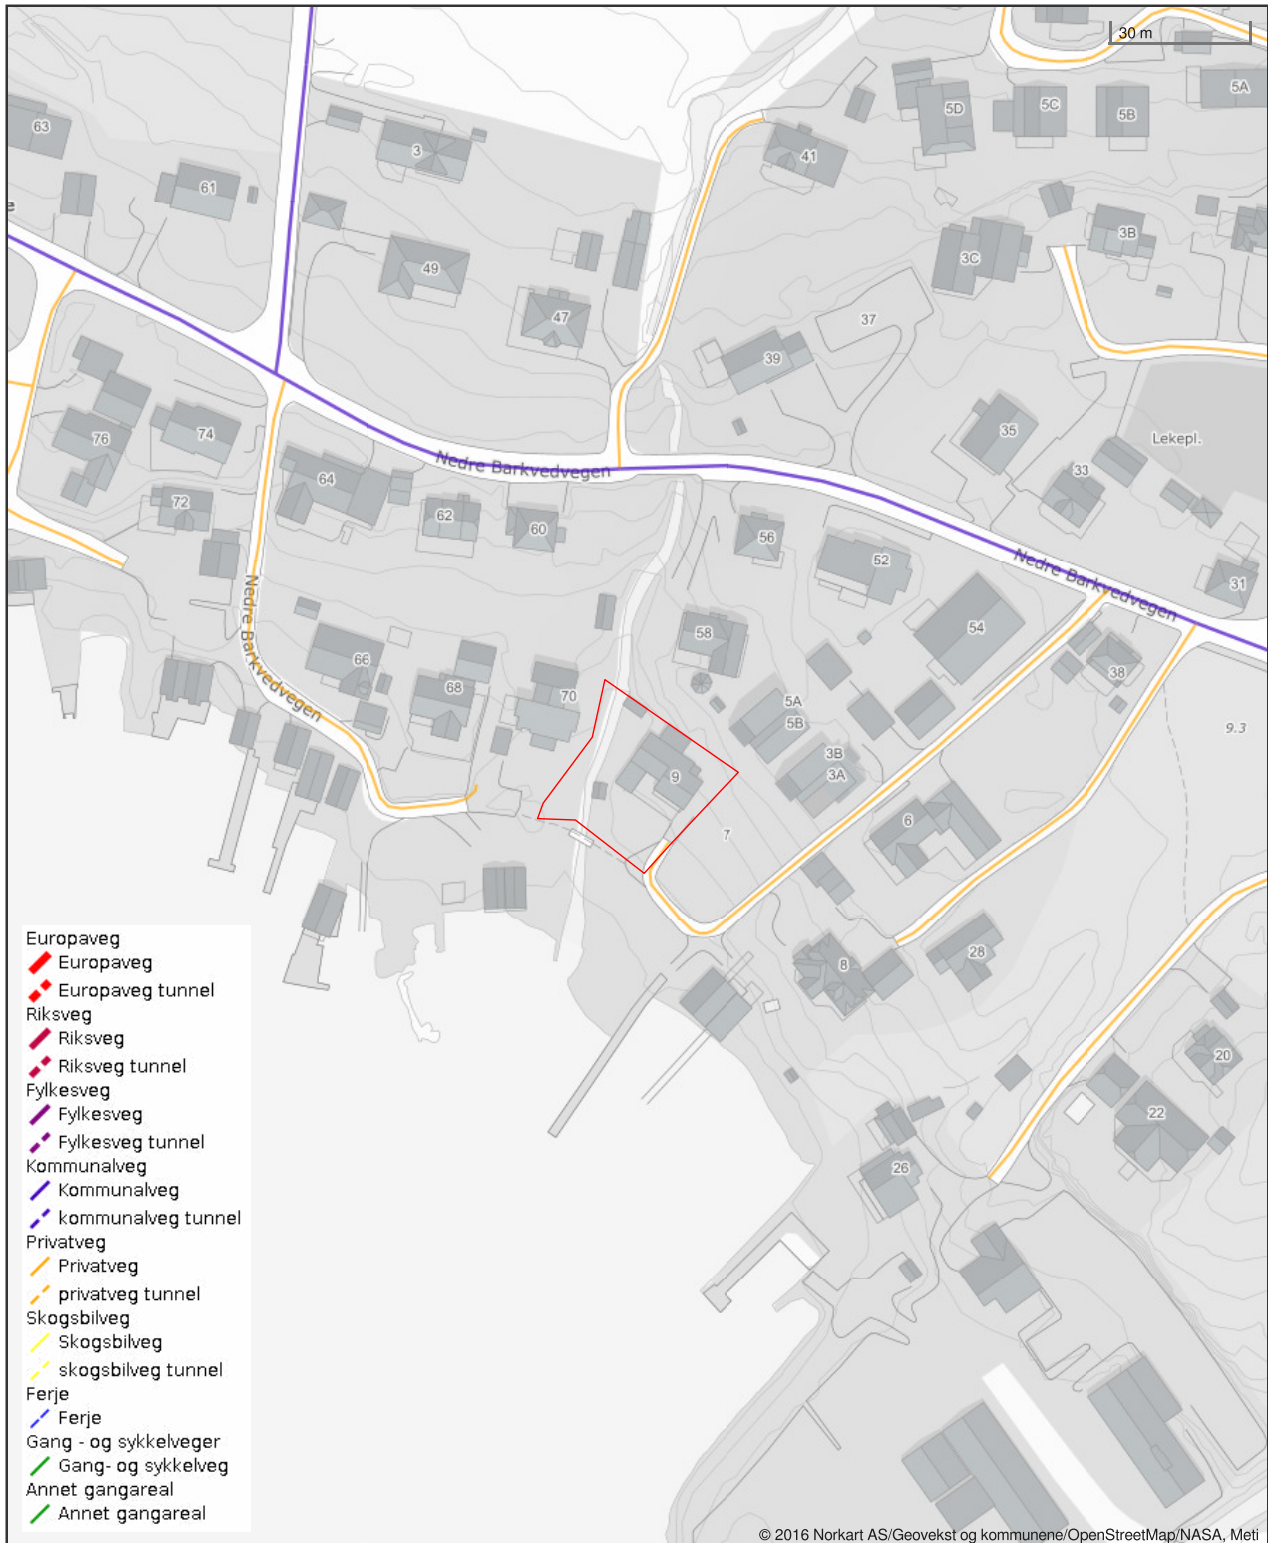 30 m
5A
5D
5C
5B
63
3
41
61
3B
3C
49
47
37
39
76
74
35
Lekepl.
Nedre Barkvedvegen
64
33
72
62
60
56
52
Nedre Barkvedvegen
31
Nedre Barkvedvegen
58
54
66
68
70
5A
5B
38
9.3
3B
3A
9
6
7
8
28
20
22
26
Europaveg
Europaveg
Europaveg tunnel
Riksveg
Riksveg
Riksveg tunnel
Fylkesveg
Fylkesveg
Fylkesveg tunnel
Kommunalveg
Kommunalveg
kommunalveg tunnel
Privatveg
Privatveg
privatveg tunnel
Skogsbilveg
Skogsbilveg
skogsbilveg tunnel
Ferje
Ferje
Gang - og sykkelveger
Gang- og sykkelveg
Annet gangareal
Annet gangareal
© 2016 Norkart AS/Geovekst og kommunene/OpenStreetMap/NASA, Meti